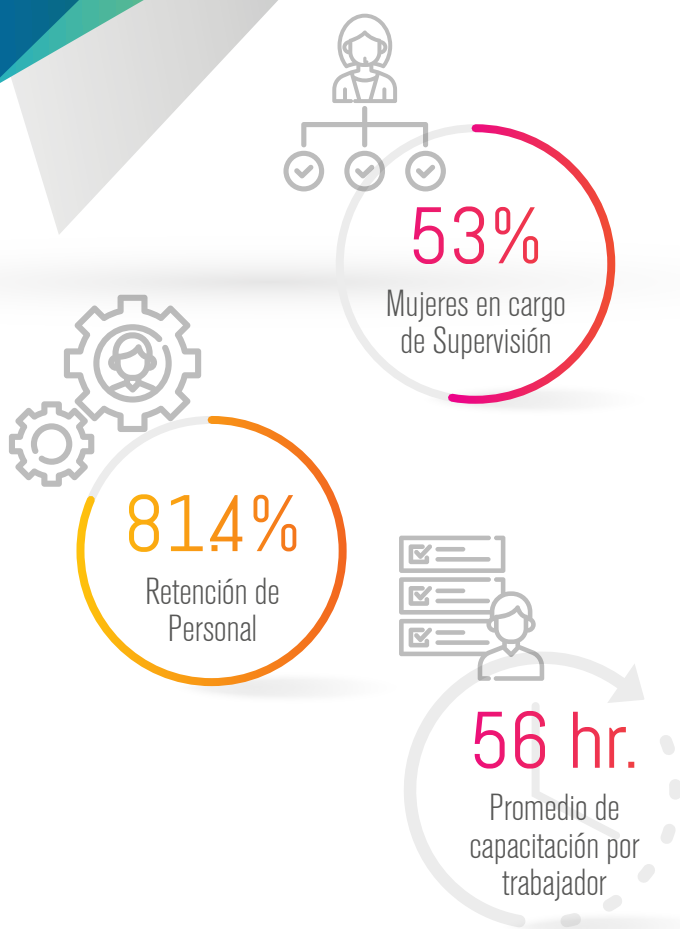 53%
Mujeres en cargo
de Supervisión
81.4%
Retención de
Personal
56 hr.
Promedio de
capacitación por
trabajador